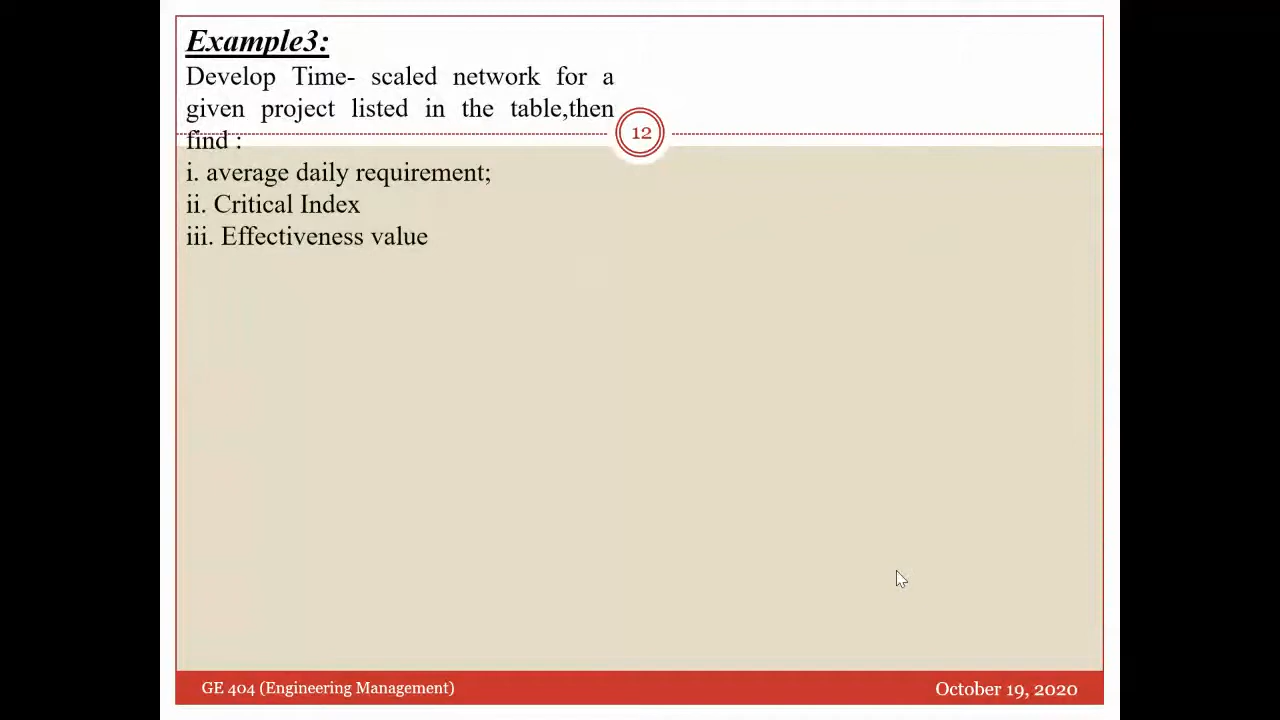 Example3:
Develop Time- scaled network for a
given project listed in the table,then
find :
12
i. average daily requirement;
ii. Critical Index
iii. Effectiveness value
GE 404 (Engineering Management)
October 19, 2020